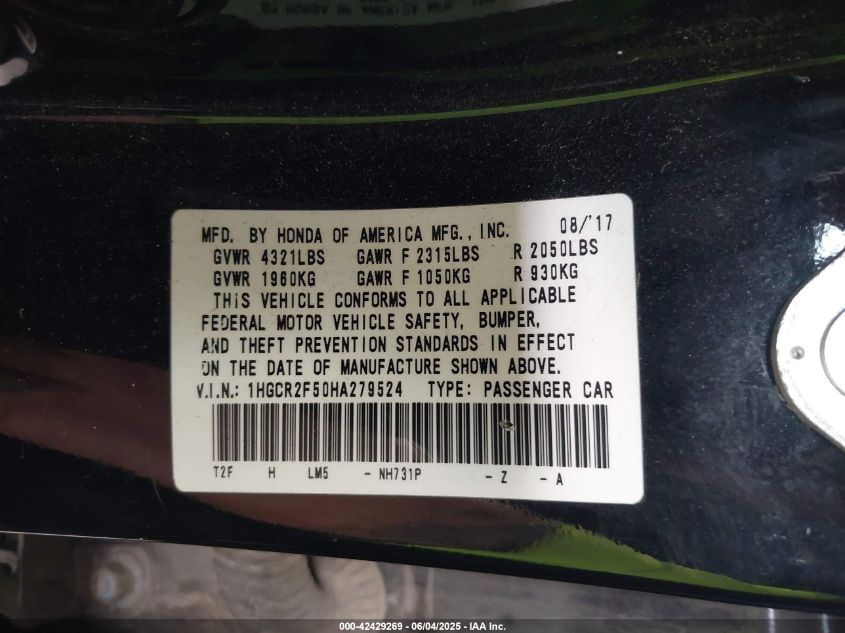 MFD. BY HONDA OF AMERICA MFG., INC. 08/'17
GVWR 4321LBS GAWR F 2315LBS R 2050LBS
GVWR 1960KG GAWR F 1050KG R 930KG
THIS VEHICLE CONFORMS TO ALL APPLICABLE
FEDERAL MOTOR VEHICLE SAFETY, BUMPER,
AND THEFT PREVENTION STANDARDS IN EFFECT
ON THE DATE OF MANUFACTURE SHOWN ABOVE.
V.I.N.: 1HGCR2F50HA279524 TYPE: PASSENGER CAR
T2F H LM5 - NH731P - Z - A
000-42429269 - 06/04/2025 - IAA Inc.